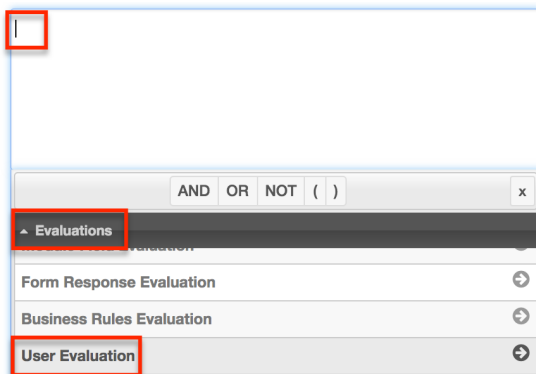 AND OR NOT ( ) x
Evaluations
Form Response Evaluation
Business Rules Evaluation
User Evaluation